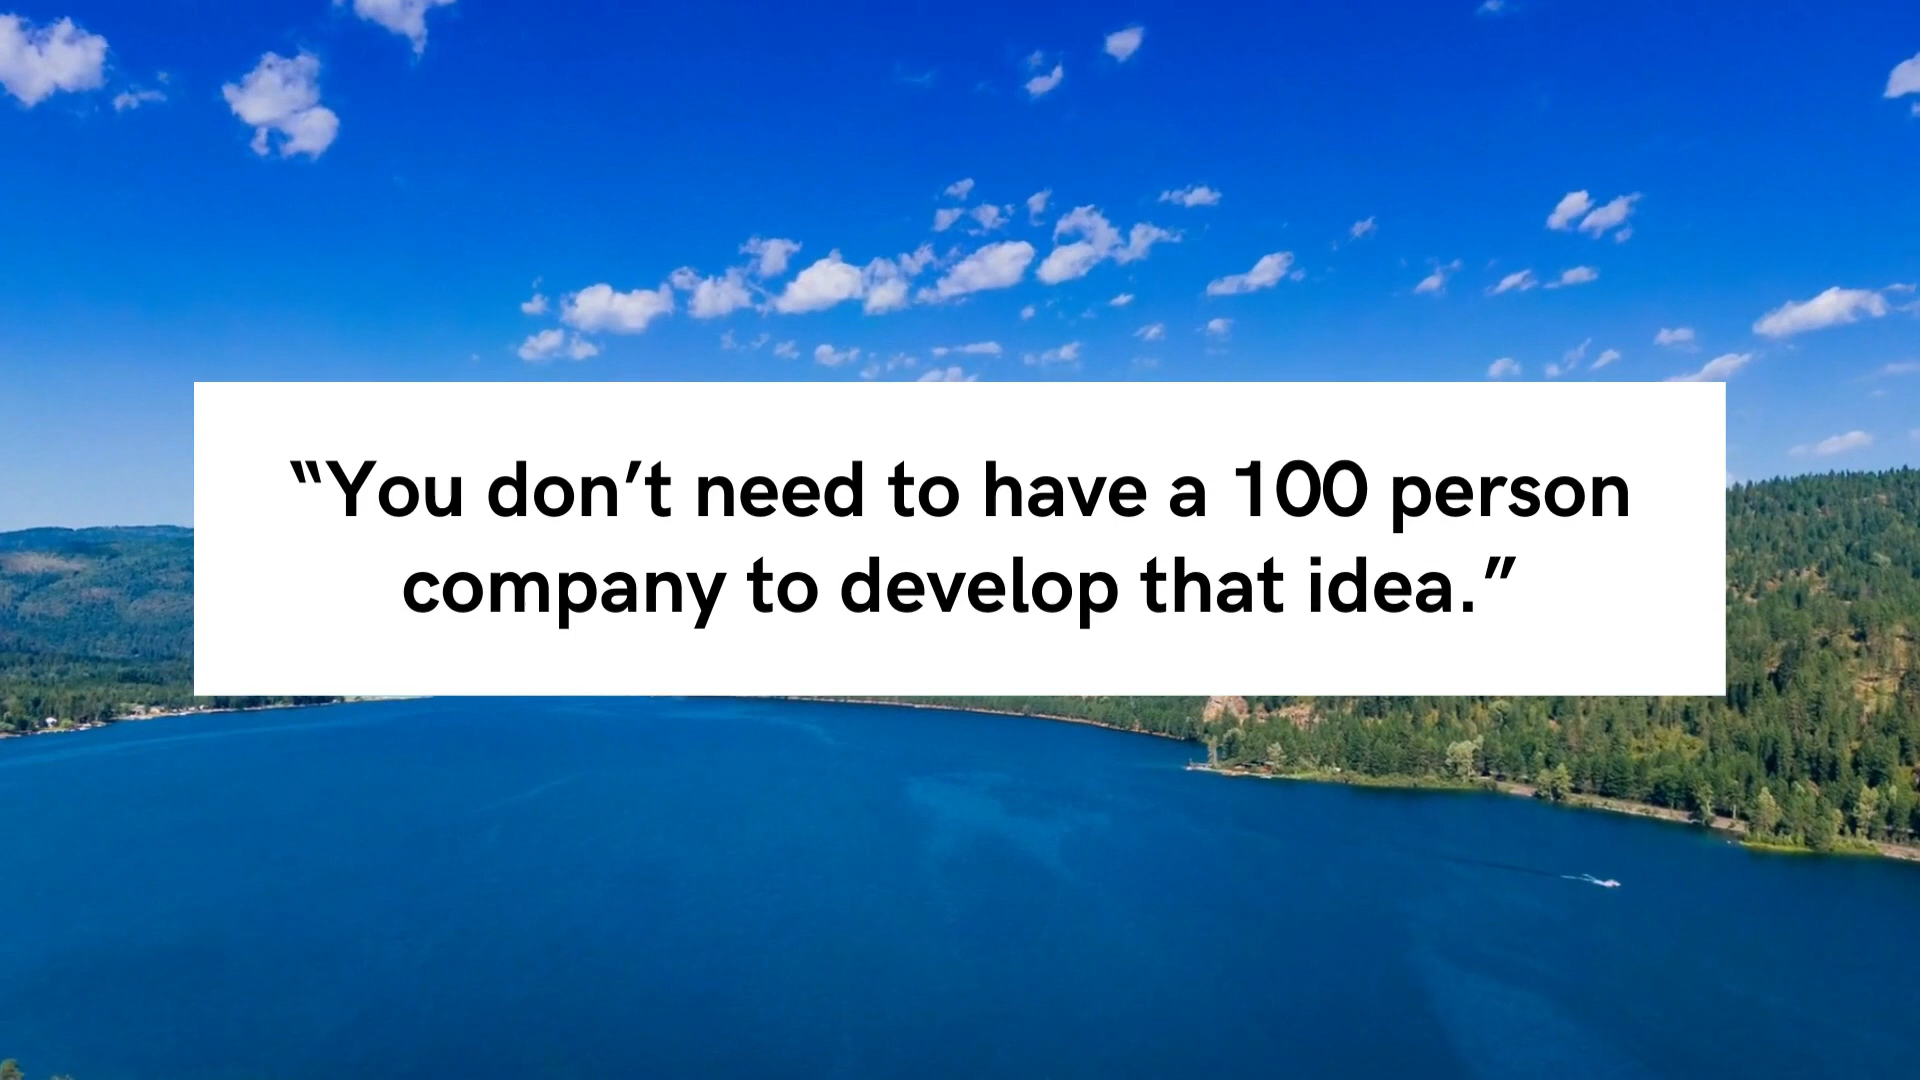 “You don’t need to have a 100 person
company to develop that idea.”